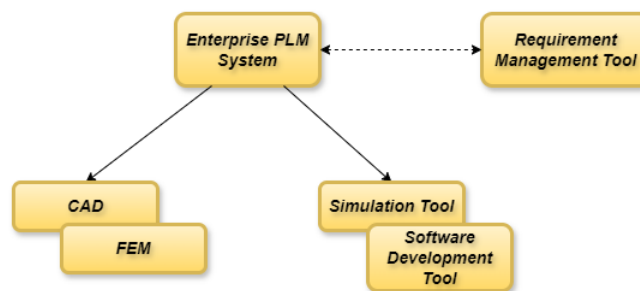 Enterprise PLM
System
Requirement
Management Tool
CAD
FEM
Simulation Tool
Software
Development
Tool